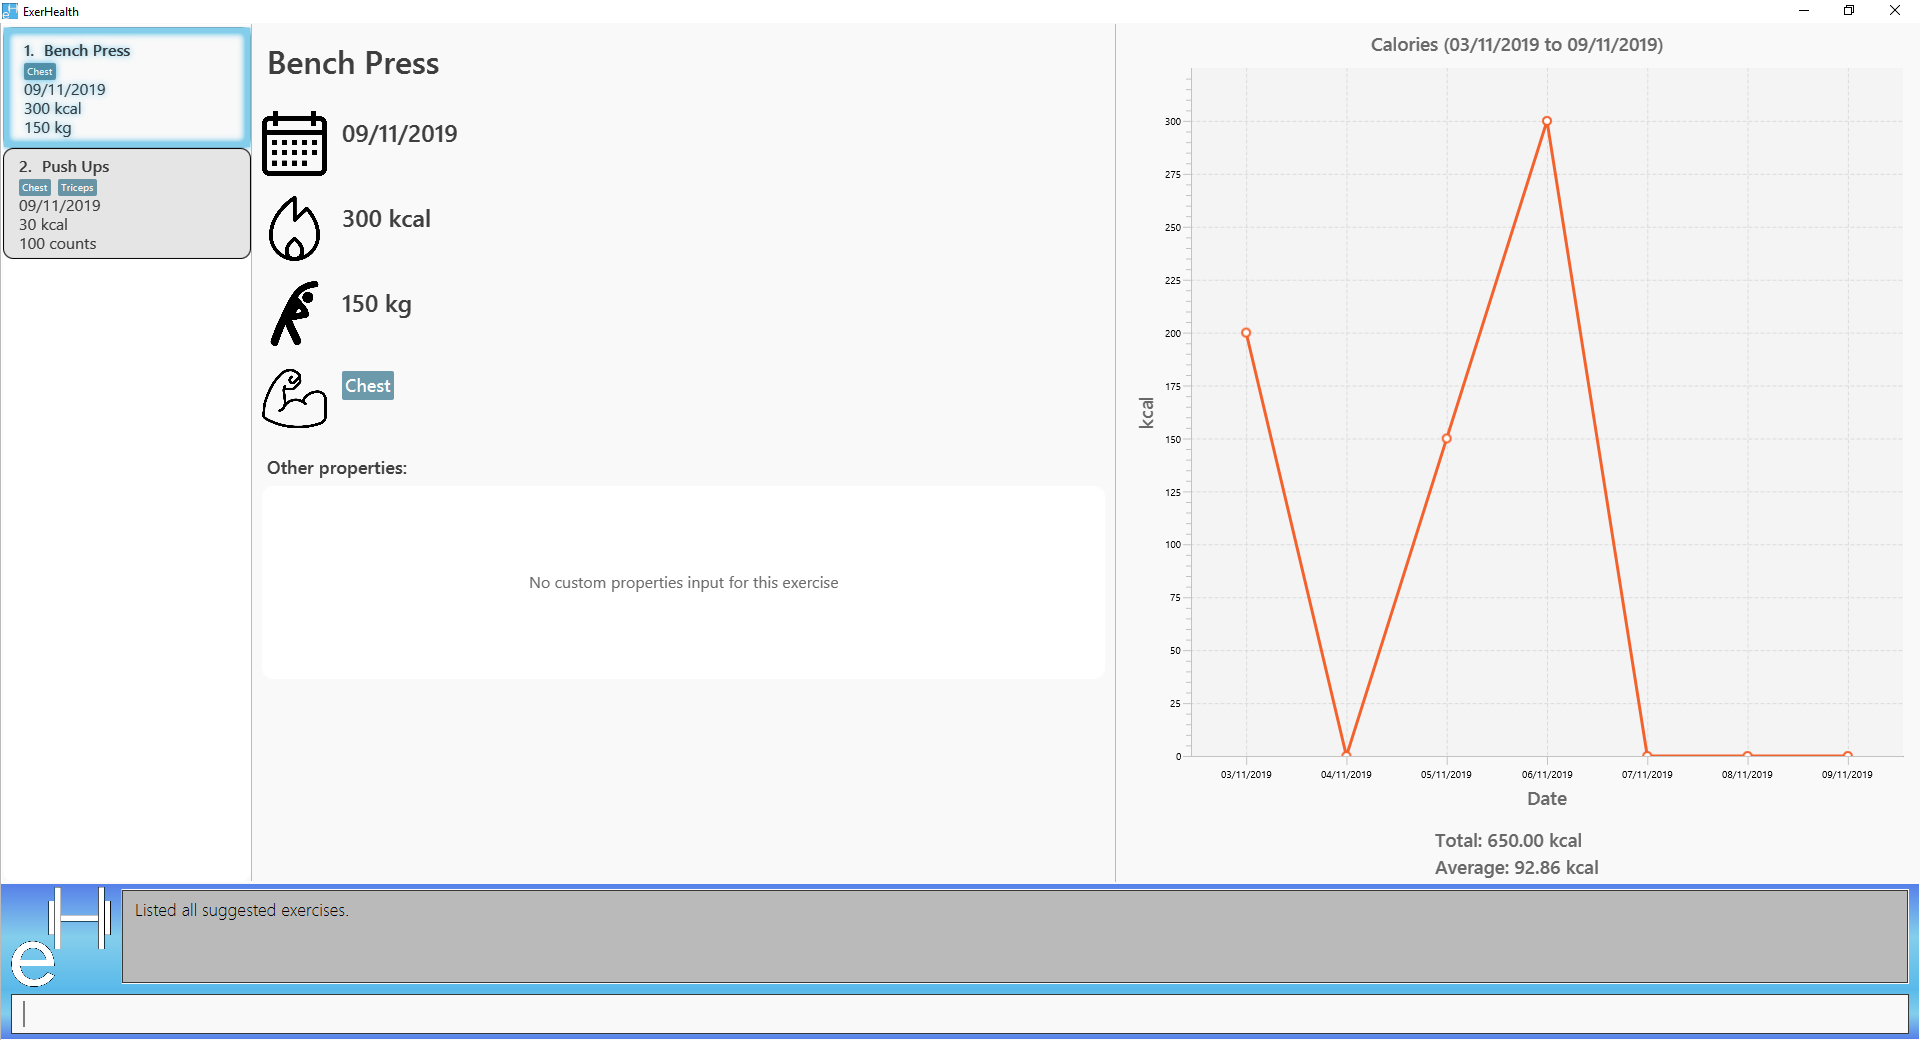 ExerHealth
1. Bench Press
Chest
09/11/2019
300 kcal
150 kg
2. Push Ups
Chest Triceps
09/11/2019
30 kcal
100 counts
Bench Press
09/11/2019
300 kcal
150 kg
Chest
Other properties:
No custom properties input for this exercise
Calories (03/11/2019 to 09/11/2019)
kcal
300
275
250
225
200
175
150
125
100
75
50
25
0
03/11/2019 04/11/2019 05/11/2019 06/11/2019 07/11/2019 08/11/2019 09/11/2019
Date
Total: 650.00 kcal
Average: 92.86 kcal
eH
Listed all suggested exercises.